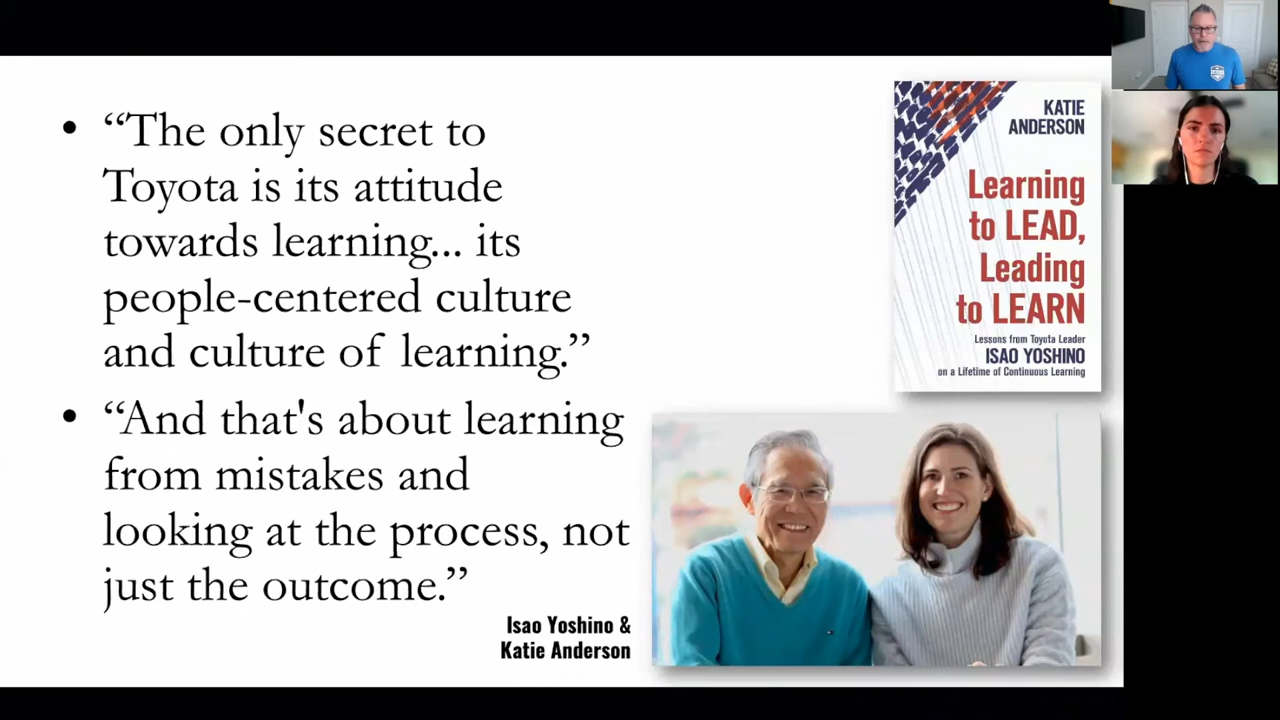 • “The only secret to
Toyota is its attitude
towards learning... its
people-centered culture
and culture of learning.”
• “And that's about learning
from mistakes and
looking at the process, not
just the outcome.”
Isao Yoshino &
Katie Anderson
KATIE
ANDERSON
Learning
to LEAD,
Leading
to LEARN
Lessons from Toyota Leader
ISAO YOSHINO
on a Lifetime of Continuous Learning